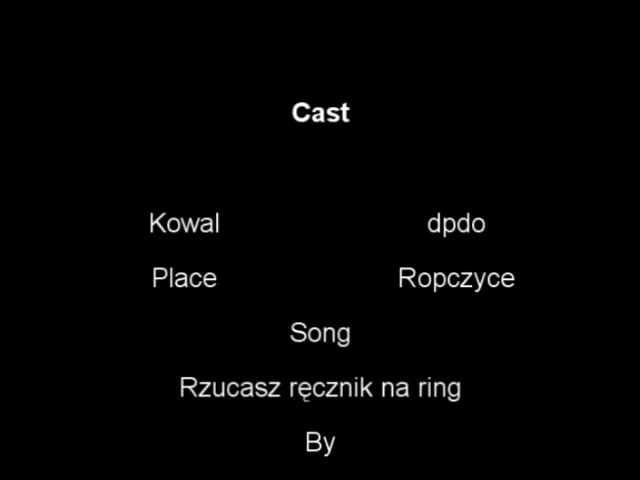 Cast
Kowal dpdo
Place Ropczyce
Song
Rzucasz ręcznik na ring
By